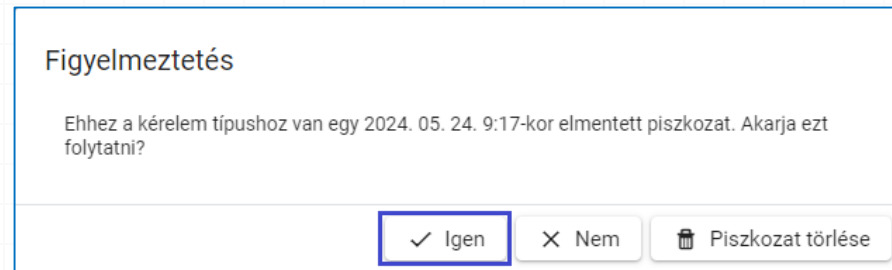 Figyelmeztetés
Ehhez a kérelem típushoz van egy 2024. 05. 24. 9:17-kor elmentett piszkozat. Akarja ezt
folytatni?
Igen
Nem
Piszkozat törlése